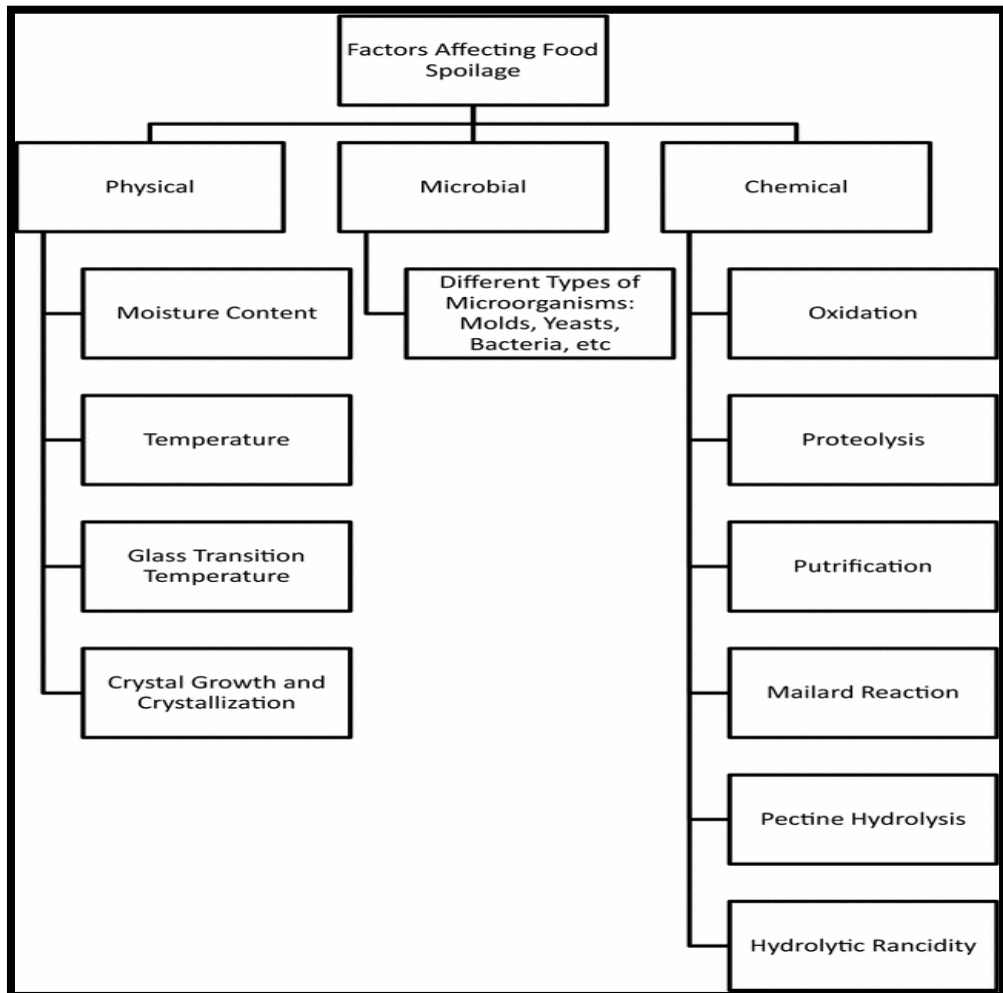 Factors Affecting Food
Spoilage
Physical
Microbial
Chemical
Moisture Content
Temperature
Glass Transition
Temperature
Crystal Growth and
Crystallization
Different Types of
Microorganisms:
Molds, Yeasts,
Bacteria, etc
Oxidation
Proteolysis
Putrification
Mailard Reaction
Pectine Hydrolysis
Hydrolytic Rancidity